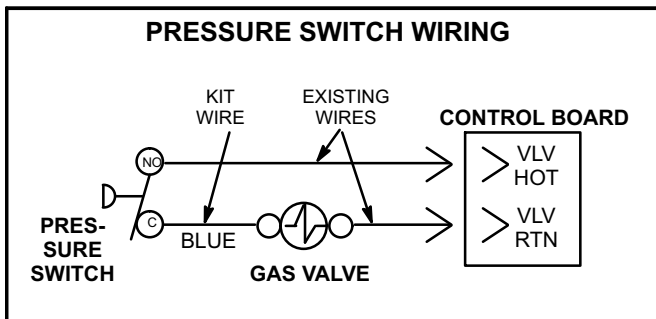 PRESSURE SWITCH WIRING
KIT
WIRE
EXISTING
WIRES
CONTROL BOARD
NO
VLV
HOT
C
VLV
RTN
PRES-
SURE
SWITCH
BLUE
GAS VALVE